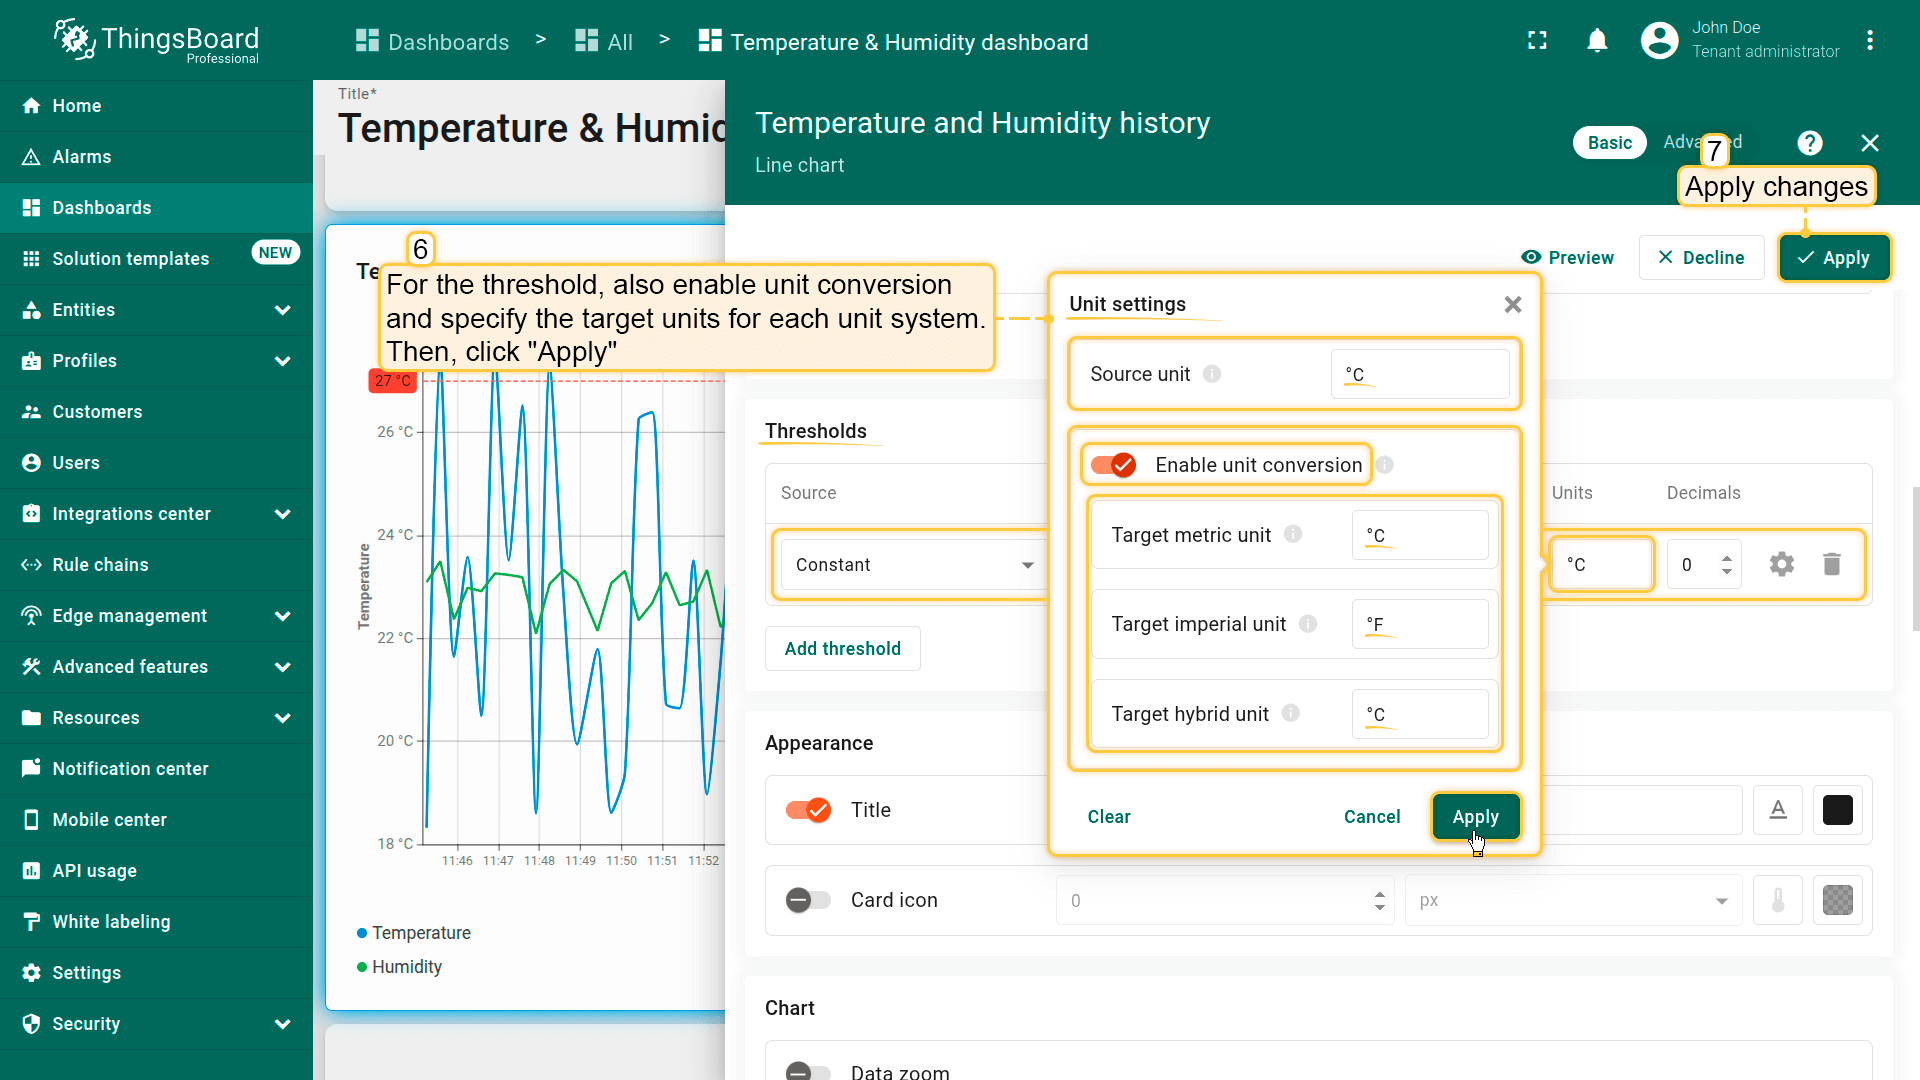 ThingsBoard
Professional
Dashboards > All > Temperature & Humidity dashboard
John Doe
Tenant administrator
Home
Alarms
Dashboards
Solution templates NEW
Entities
Profiles
Customers
Users
Integrations center
Rule chains
Edge management
Advanced features
Resources
Notification center
Mobile center
API usage
White labeling
Settings
Security
Title*
Temperature & Humid
Te
6
For the threshold, also enable unit conversion
and specify the target units for each unit system.
Then, click "Apply"
27 °C
26 °C
24 °C
22 °C
20 °C
18 °C
Temperature
11:46 11:47 11:48 11:49 11:50 11:51 11:52
Temperature
Humidity
Temperature and Humidity history
Line chart
Basic
7
Apply changes
Preview
Decline
Apply
Thresholds
Source
Units
Decimals
Constant
°C
0
Add threshold
Unit settings
Source unit °C
Enable unit conversion
Target metric unit °C
Target imperial unit °F
Target hybrid unit °C
Clear
Cancel
Apply
Appearance
Title
Card icon
0
px
Chart
Data zoom